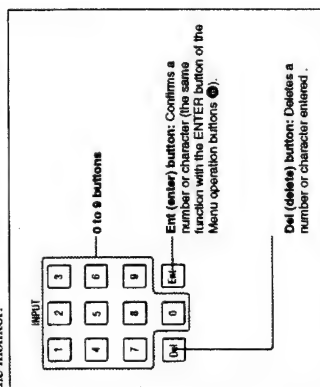 the monitor.
INPUT
1 2 3
4 5 6
7 8 9
Del 0 Ent
0 to 9 buttons
Ent (enter) button: Confirms a
number or character (the same
function with the ENTER button of the
Menu operation buttons).
Del (delete) button: Deletes a
number or character entered .